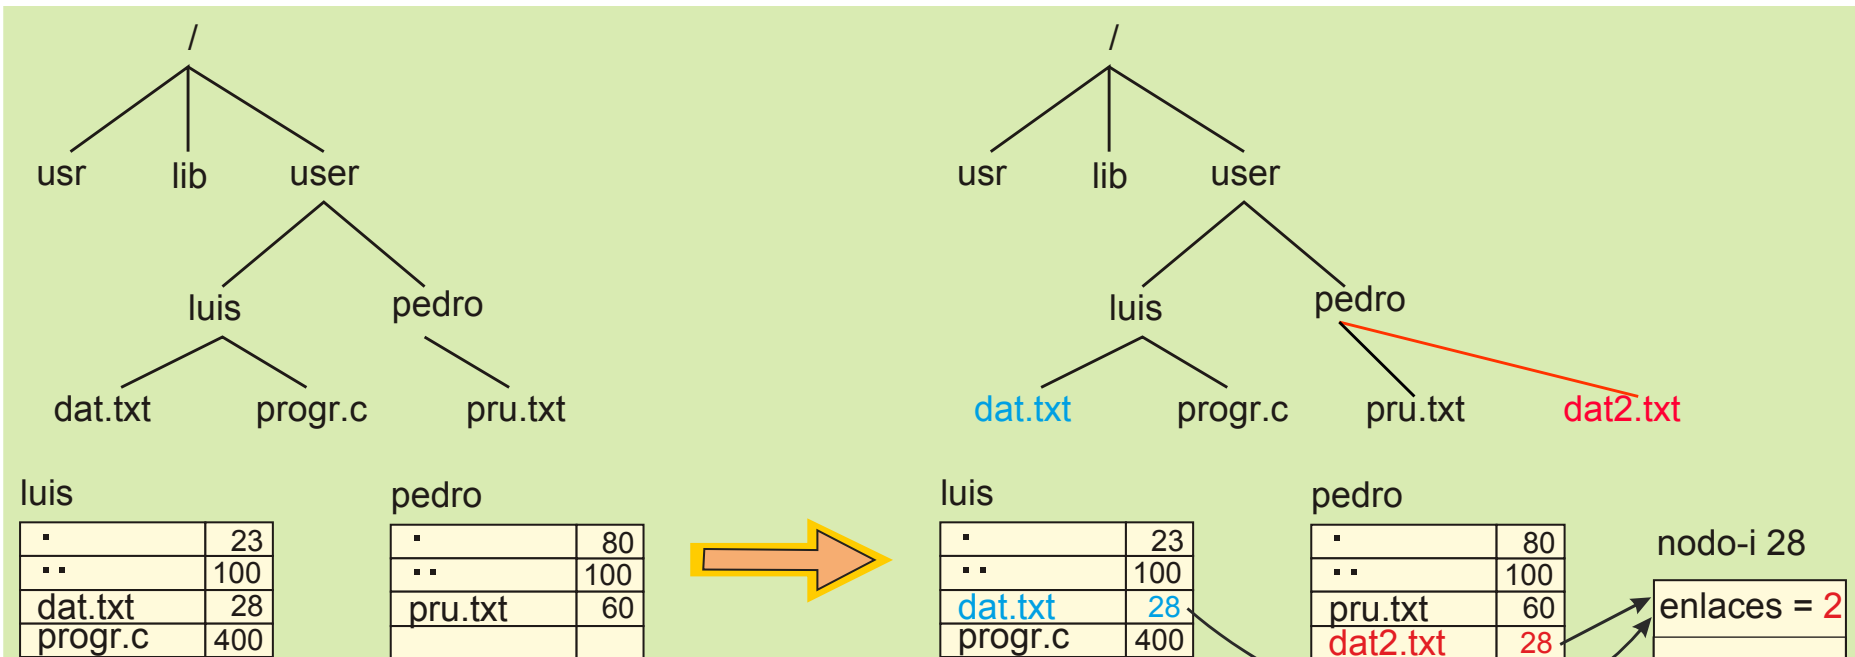 /
usr lib user
luis pedro
dat.txt progr.c pru.txt
luis
. 23
.. 100
dat.txt 28
progr.c 400
pedro
. 80
.. 100
pru.txt 60
/
usr lib user
luis pedro
dat.txt progr.c pru.txt dat2.txt
luis
. 23
.. 100
dat.txt 28
progr.c 400
pedro
. 80
.. 100
pru.txt 60
dat2.txt 28
nodo-i 28
enlaces = 2